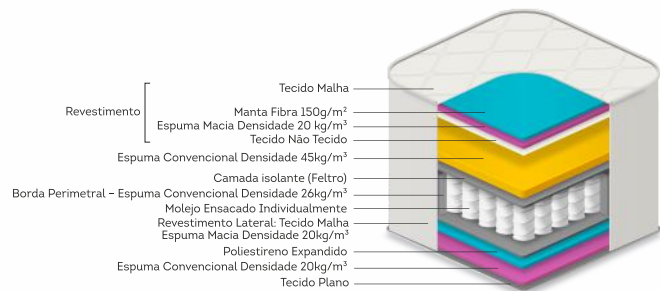 Tecido Malha
Revestimento
Manta Fibra 150g/m²
Espuma Macia Densidade 20 kg/m³
Tecido Não Tecido
Espuma Convencional Densidade 45kg/m³
Camada isolante (Feltro)
Borda Perimetral – Espuma Convencional Densidade 26kg/m³
Molejo Ensacado Individualmente
Revestimento Lateral: Tecido Malha
Espuma Macia Densidade 20kg/m³
Poliestireno Expandido
Espuma Convencional Densidade 20kg/m³
Tecido Plano